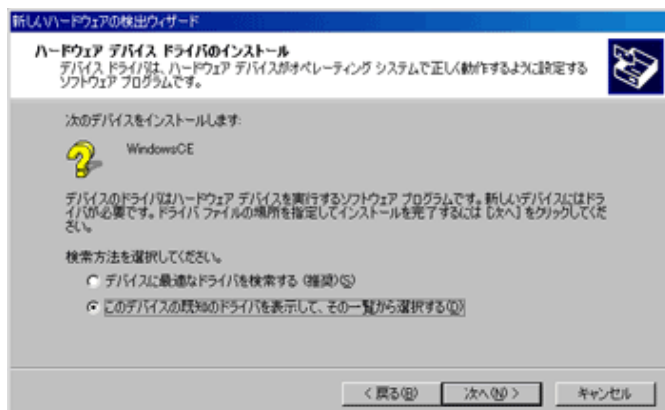 新しいハードウェアの検出ウィザード
ハードウェア デバイス ドライバのインストール
デバイス ドライバは、ハードウェア デバイスがオペレーティング システムで正しく動作するように設定する
ソフトウェア プログラムです。
次のデバイスをインストールします:
WindowsCE
デバイスのドライバはハードウェア デバイスを実行するソフトウェア プログラムです。新しいデバイスにはドラ
イバが必要です。ドライバ ファイルの場所を指定してインストールを完了するには [次へ] をクリックしてくだ
さい。
検索方法を選択してください。
デバイスに最適なドライバを検索する (推奨)(S)
このデバイスの既知のドライバを表示して、その一覧から選択する(D)
< 戻る(B) 次へ(N) > キャンセル